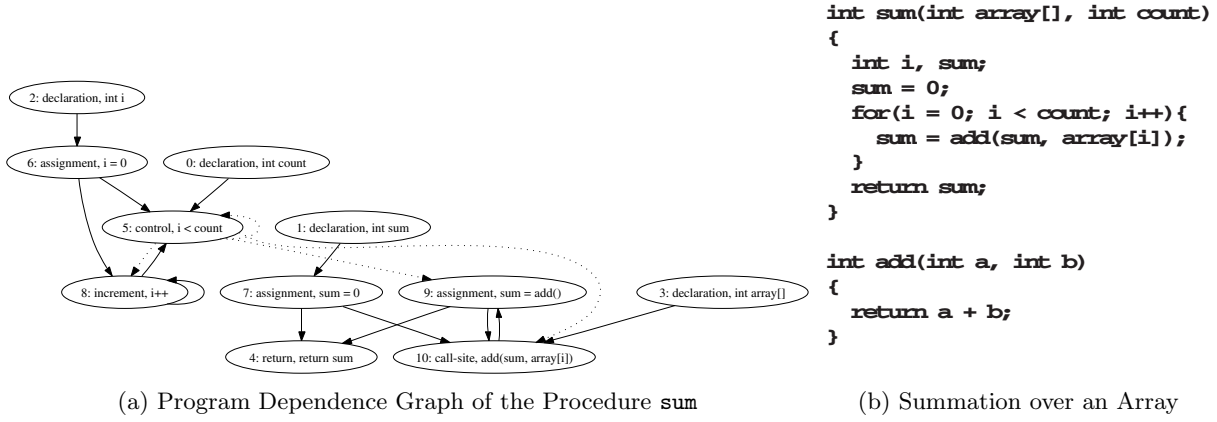 2: declaration, int i
6: assignment, i = 0
0: declaration, int count
5: control, i < count
1: declaration, int sum
8: increment, i++
7: assignment, sum = 0
9: assignment, sum = add()
3: declaration, int array[]
4: return, return sum
10: call-site, add(sum, array[i])
(a) Program Dependence Graph of the Procedure sum
int sum(int array[], int count)
{
int i, sum;
sum = 0;
for(i = 0; i < count; i++){
sum = add(sum, array[i]);
}
return sum;
}
int add(int a, int b)
{
return a + b;
}
(b) Summation over an Array